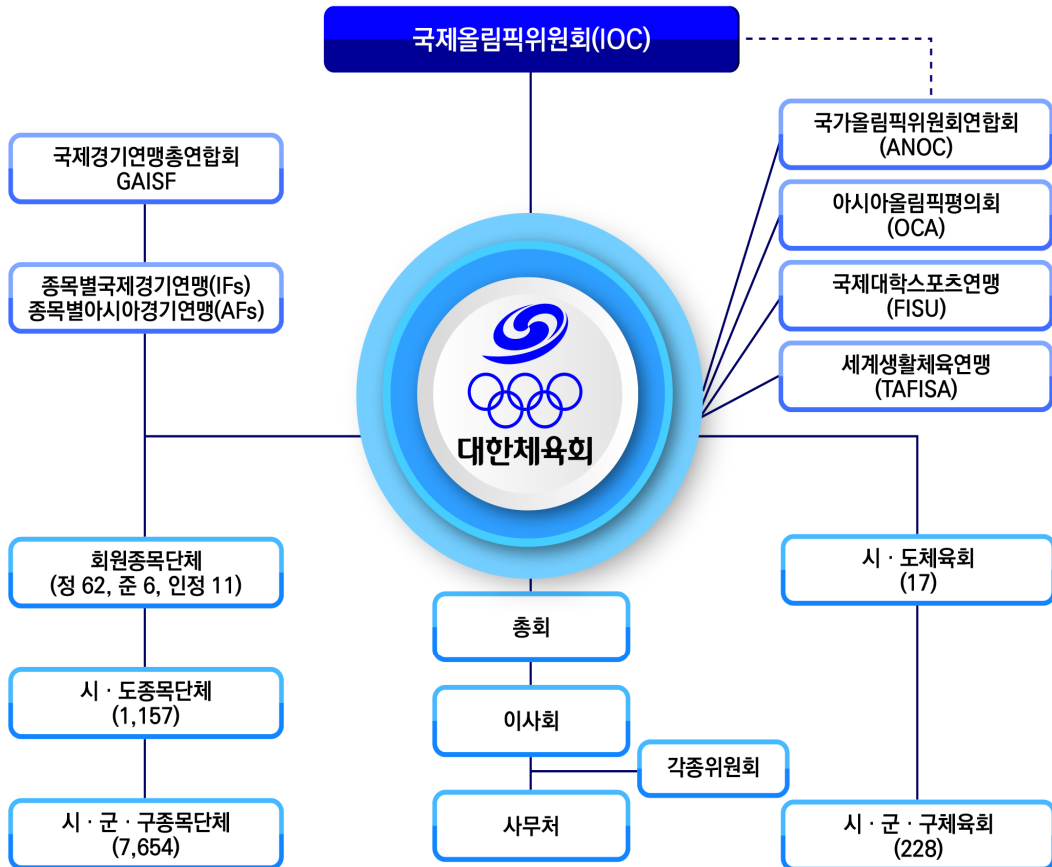 국제올림픽위원회(IOC)
국제경기연맹총연합회
GAISF
종목별국제경기연맹(IFs)
종목별아시아경기연맹(AFs)
국가올림픽위원회연합회
(ANOC)
아시아올림픽평의회
(OCA)
국제대학스포츠연맹
(FISU)
세계생활체육연맹
(TAFISA)
대한체육회
회원종목단체
(정 62, 준 6, 인정 11)
시 · 도종목단체
(1,157)
시 · 군 · 구종목단체
(7,654)
총회
이사회
각종위원회
사무처
시 · 도체육회
(17)
시 · 군 · 구체육회
(228)